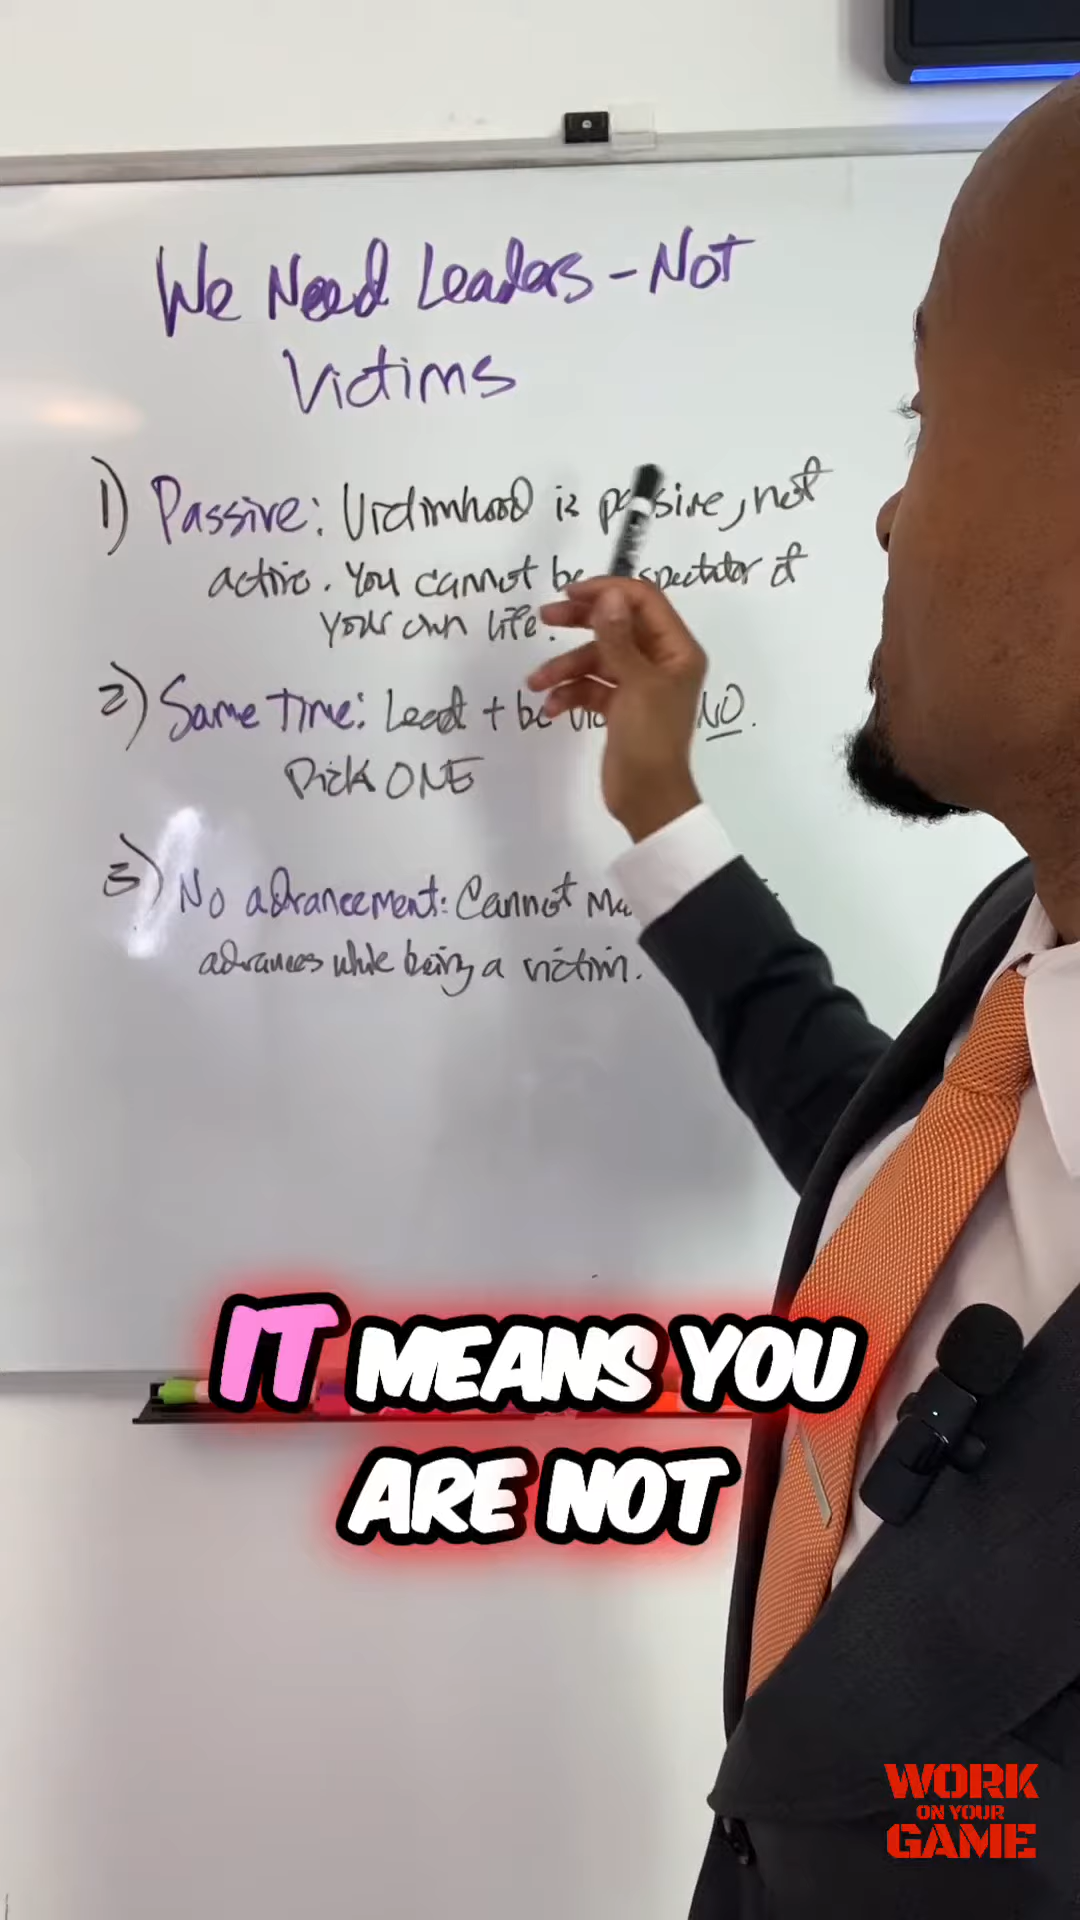 We Need Leaders - Not
Victims
1) Passive: Victimhood is passive, not
active. You cannot be spectator of
your own life.
2) Same Time: Lead + be NO.
Pick ONE
3) No advancement: Cannot
advances while being a victim.
IT MEANS YOU
ARE NOT
WORK
ON YOUR
GAME